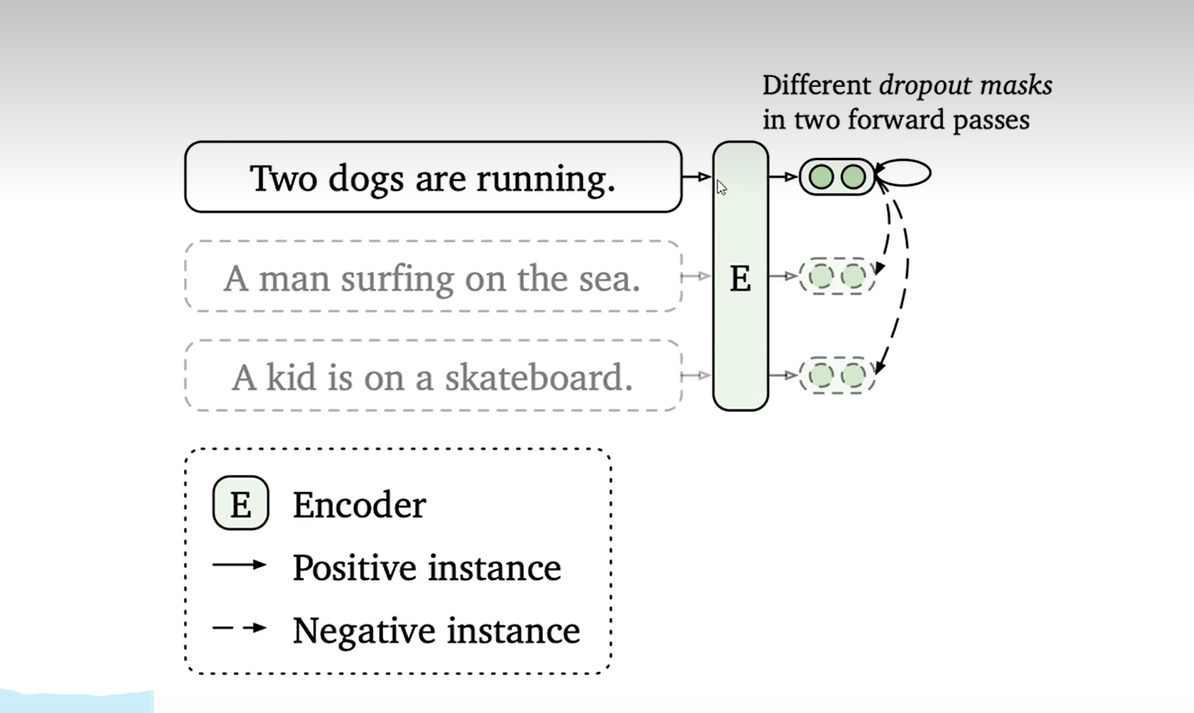 Different dropout masks
in two forward passes
Two dogs are running.
A man surfing on the sea.
E
A kid is on a skateboard.
E Encoder
Positive instance
Negative instance